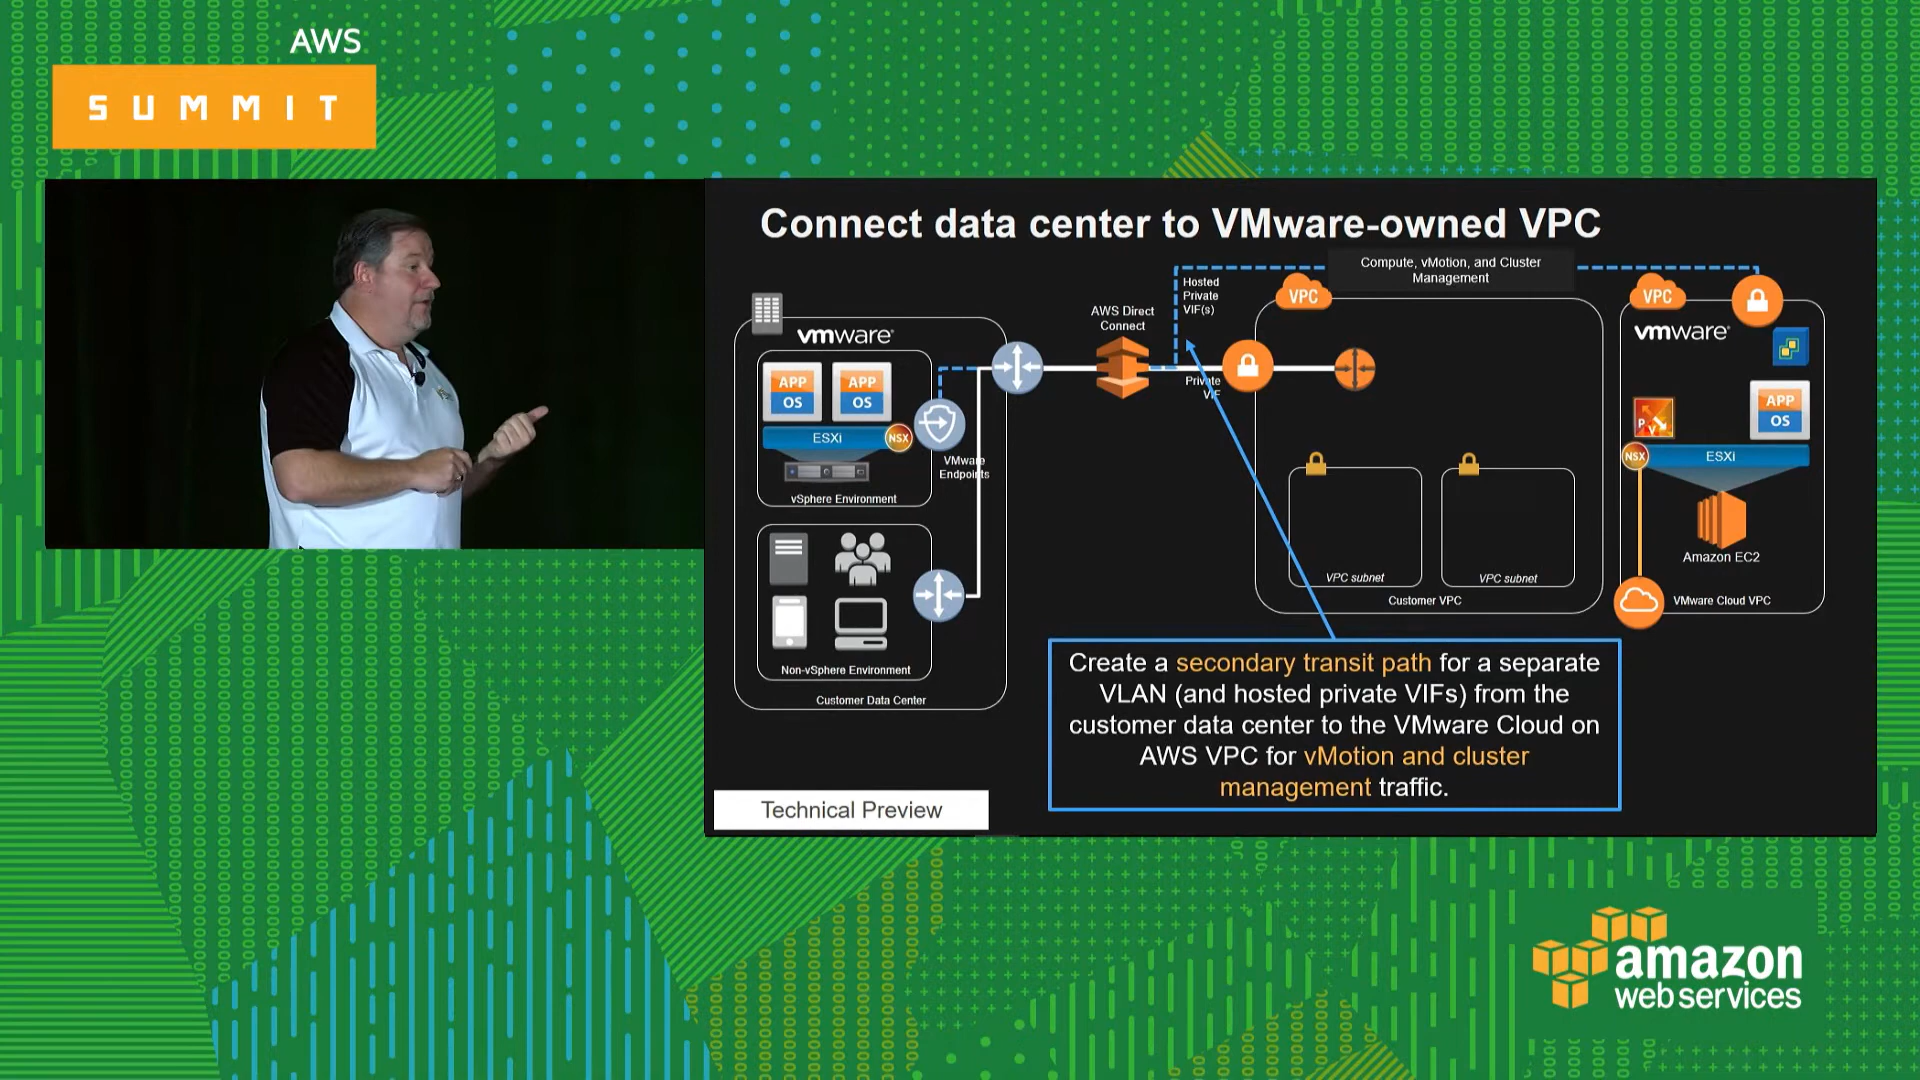 AWS
SUMMIT
Connect data center to VMware-owned VPC
Compute, vMotion, and Cluster
Management
Hosted
Private
VIF(s)
VPC
VPC
AWS Direct
Connect
vmware®
vmware®
APP
OS
APP
OS
Private
VIF
APP
OS
ESXi
NSX
VMware
Endpoints
NSX
ESXi
vSphere Environment
Amazon EC2
VPC subnet
VPC subnet
Customer VPC
VMware Cloud VPC
Non-vSphere Environment
Customer Data Center
Create a secondary transit path for a separate
VLAN (and hosted private VIFs) from the
customer data center to the VMware Cloud on
AWS VPC for vMotion and cluster
management traffic.
Technical Preview
amazon
web services